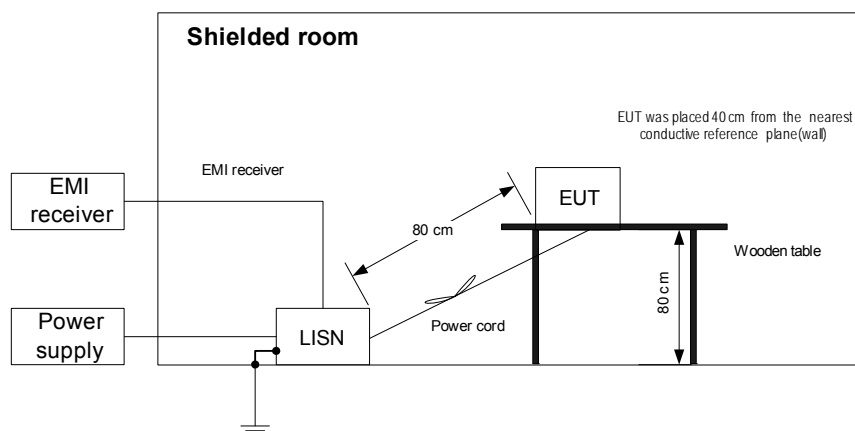 Shielded room
EUT was placed 40 cm from the nearest
conductive reference plane(wall)
EMI receiver
EMI
receiver
EUT
80 cm
Wooden table
80 cm
Power cord
LISN
Power
supply